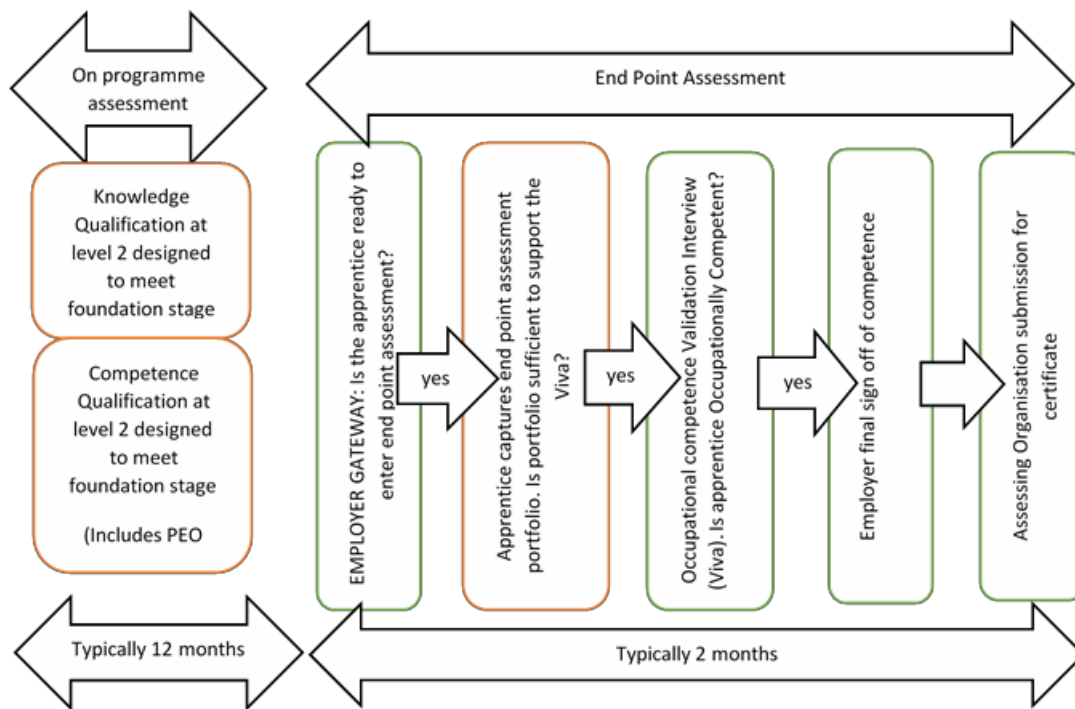 On programme
assessment
End Point Assessment
Knowledge
Qualification at
level 2 designed
to meet
foundation stage
Competence
Qualification at
level 2 designed
to meet
foundation stage
(Includes PEO
EMPLOYER GATEWAY: Is the apprentice ready to
enter end point assessment?
yes
Apprentice captures end point assessment
portfolio. Is portfolio sufficient to support the
Viva?
yes
Occupational competence Validation Interview
(Viva). Is apprentice Occupationally Competent?
yes
Employer final sign off of competence
Assessing Organisation submission for
certificate
Typically 12 months
Typically 2 months